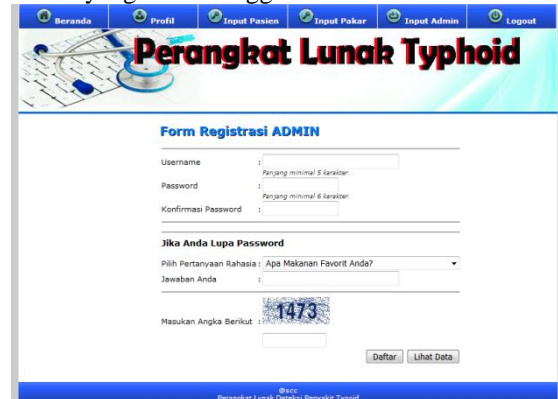 Beranda Profil Input Pasien Input Pakar Input Admin Logout
Perangkat Lunak Typhoid
Form Registrasi ADMIN
Username :
Panjang minimal 5 karakter.
Password :
Panjang minimal 6 karakter.
Konfirmasi Password :
Jika Anda Lupa Password
Pilih Pertanyaan Rahasia : Apa Makanan Favorit Anda?
Jawaban Anda :
1473
Masukan Angka Berikut :
Daftar Lihat Data
@scc
Perangkat Lunak Deteksi Penyakit Typoid